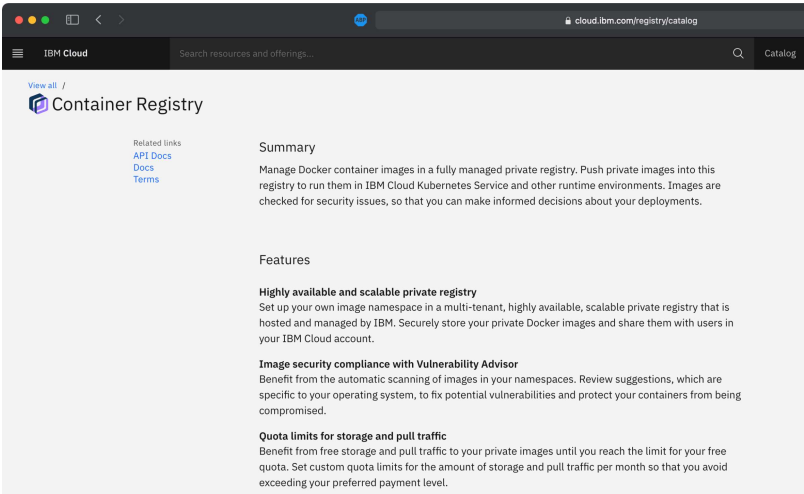 ABP
cloud.ibm.com/registry/catalog
IBM Cloud
Search resources and offerings...
Catalog
View all /
Container Registry
Related links
API Docs
Docs
Terms
Summary
Manage Docker container images in a fully managed private registry. Push private images into this
registry to run them in IBM Cloud Kubernetes Service and other runtime environments. Images are
checked for security issues, so that you can make informed decisions about your deployments.
Features
Highly available and scalable private registry
Set up your own image namespace in a multi-tenant, highly available, scalable private registry that is
hosted and managed by IBM. Securely store your private Docker images and share them with users in
your IBM Cloud account.
Image security compliance with Vulnerability Advisor
Benefit from the automatic scanning of images in your namespaces. Review suggestions, which are
specific to your operating system, to fix potential vulnerabilities and protect your containers from being
compromised.
Quota limits for storage and pull traffic
Benefit from free storage and pull traffic to your private images until you reach the limit for your free
quota. Set custom quota limits for the amount of storage and pull traffic per month so that you avoid
exceeding your preferred payment level.